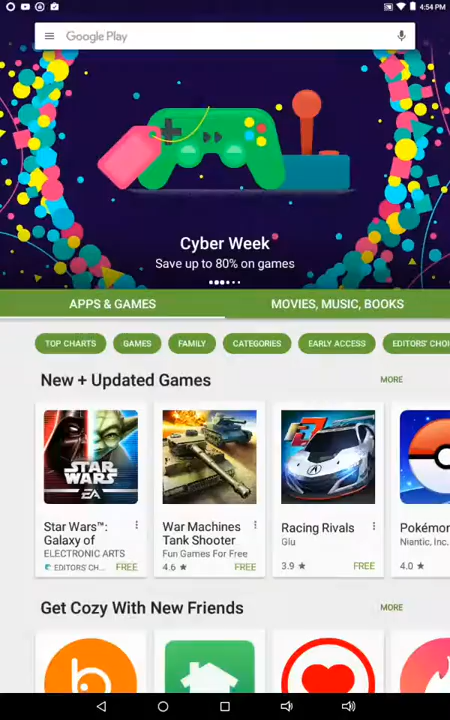 4:54 PM
Google Play
Cyber Week
Save up to 80% on games
APPS & GAMES
MOVIES, MUSIC, BOOKS
TOP CHARTS
GAMES
FAMILY
CATEGORIES
EARLY ACCESS
EDITORS' CHOI
New + Updated Games
MORE
STAR WARS
EA
Star Wars™: Galaxy of
ELECTRONIC ARTS
EDITORS' CH...
FREE
War Machines Tank Shooter
Fun Games For Free
4.6 ★
FREE
Racing Rivals
Glu
3.9 ★
FREE
Pokémon
Niantic, Inc.
4.0 ★
Get Cozy With New Friends
MORE
b